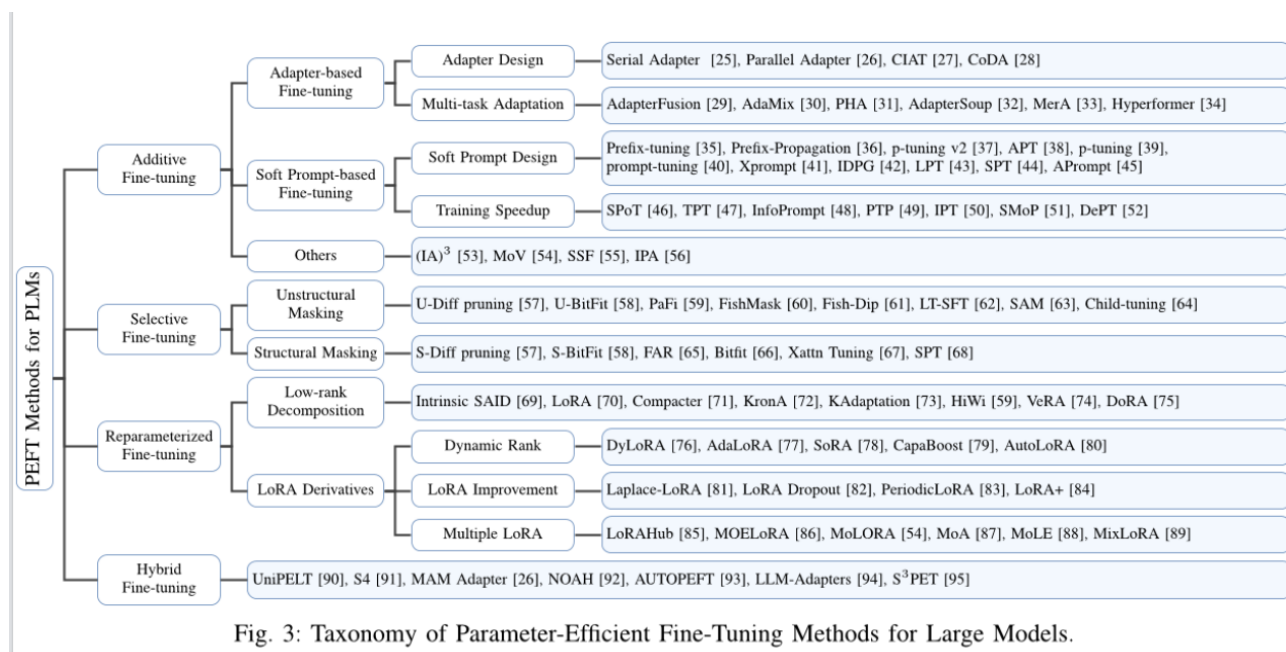 PEFT Methods for PLMs
Additive
Fine-tuning
Adapter-based
Fine-tuning
Adapter Design
Serial Adapter [25], Parallel Adapter [26], CIAT [27], CoDA [28]
Multi-task Adaptation
AdapterFusion [29], AdaMix [30], PHA [31], AdapterSoup [32], MerA [33], Hyperformer [34]
Soft Prompt-based
Fine-tuning
Soft Prompt Design
Prefix-tuning [35], Prefix-Propagation [36], p-tuning v2 [37], APT [38], p-tuning [39],
prompt-tuning [40], Xprompt [41], IDPG [42], LPT [43], SPT [44], APrompt [45]
Training Speedup
SPoT [46], TPT [47], InfoPrompt [48], PTP [49], IPT [50], SMoP [51], DePT [52]
Others
(IA)³ [53], MoV [54], SSF [55], IPA [56]
Selective
Fine-tuning
Unstructural
Masking
U-Diff pruning [57], U-BitFit [58], PaFi [59], FishMask [60], Fish-Dip [61], LT-SFT [62], SAM [63], Child-tuning [64]
Structural Masking
S-Diff pruning [57], S-BitFit [58], FAR [65], Bitfit [66], Xattn Tuning [67], SPT [68]
Reparameterized
Fine-tuning
Low-rank
Decomposition
Intrinsic SAID [69], LoRA [70], Compacter [71], KronA [72], KAdaptation [73], HiWi [59], VeRA [74], DoRA [75]
LoRA Derivatives
Dynamic Rank
DyLoRA [76], AdaLoRA [77], SoRA [78], CapaBoost [79], AutoLoRA [80]
LoRA Improvement
Laplace-LoRA [81], LoRA Dropout [82], PeriodicLoRA [83], LoRA+ [84]
Multiple LoRA
LoRAHub [85], MOELoRA [86], MoLORA [54], MoA [87], MoLE [88], MixLoRA [89]
Hybrid
Fine-tuning
UniPELT [90], S4 [91], MAM Adapter [26], NOAH [92], AUTOPEFT [93], LLM-Adapters [94], S³PET [95]
Fig. 3: Taxonomy of Parameter-Efficient Fine-Tuning Methods for Large Models.